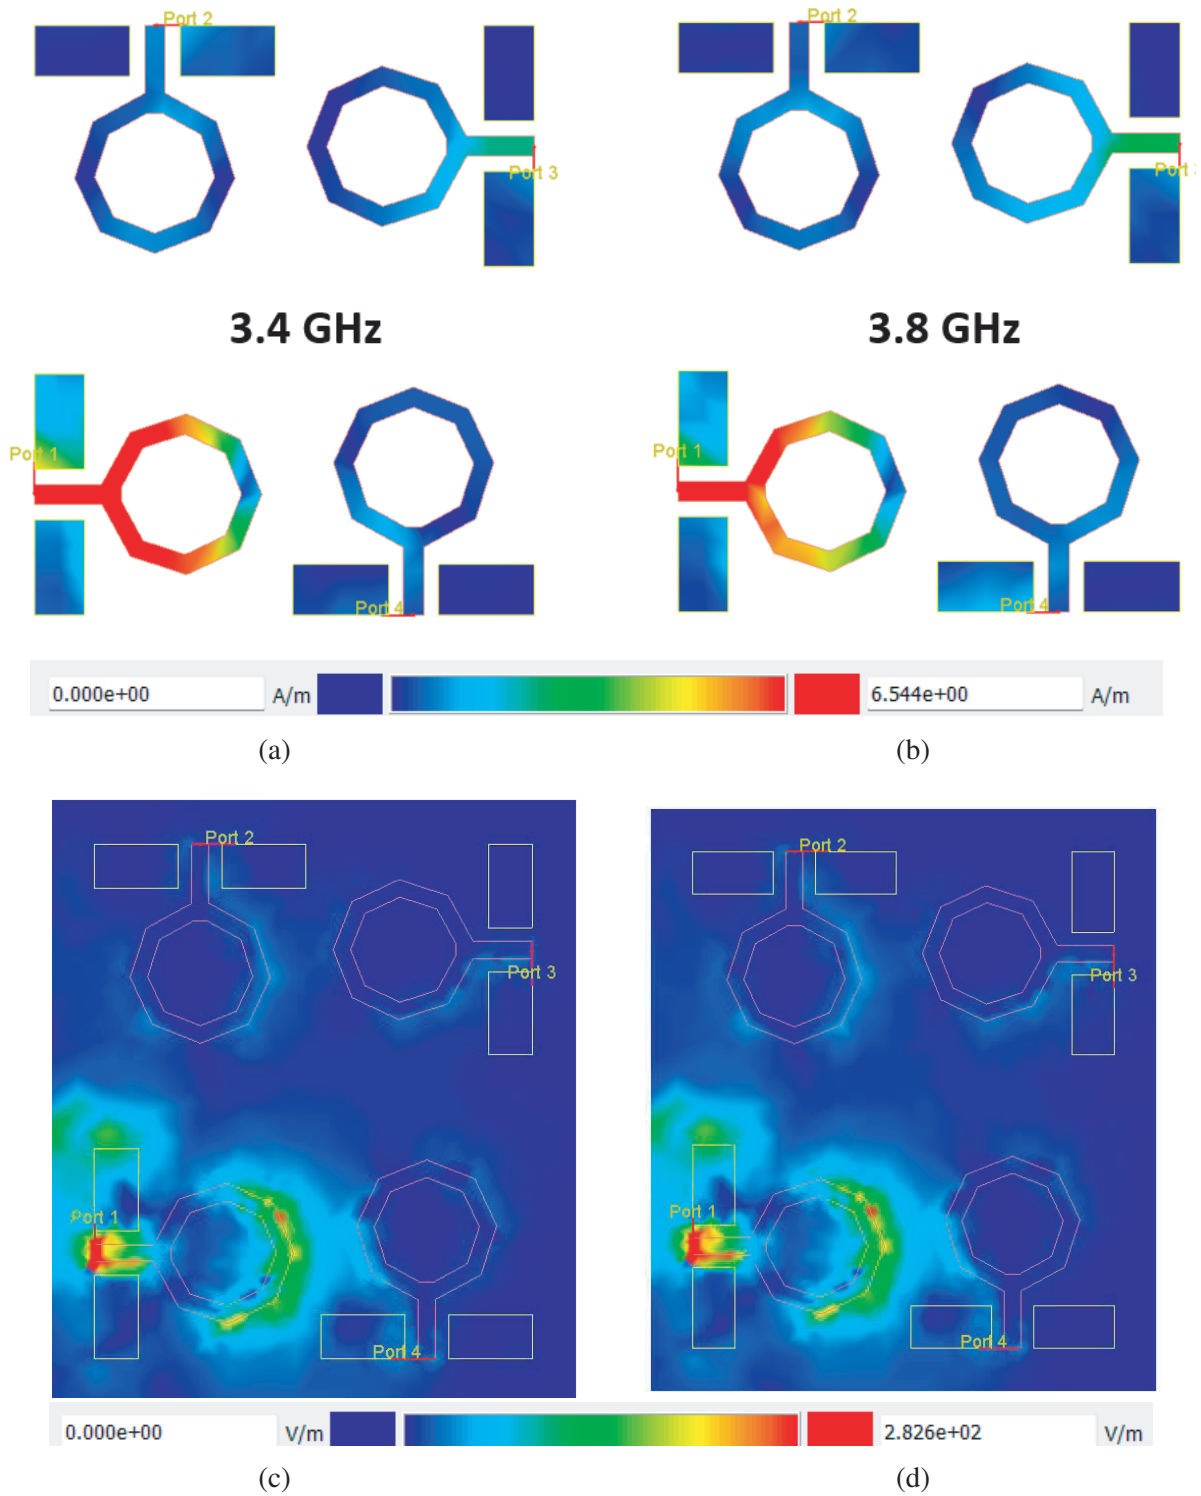 Port 2
Port 2
Port 3
Port 3
3.4 GHz
3.8 GHz
Port 1
Port 1
Port 4
Port 4
0.000e+00 A/m 6.544e+00 A/m
(a) (b)
Port 2
Port 2
Port 3
Port 3
Port 1
Port 1
Port 4
Port 4
0.000e+00 V/m 2.826e+02 V/m
(c) (d)